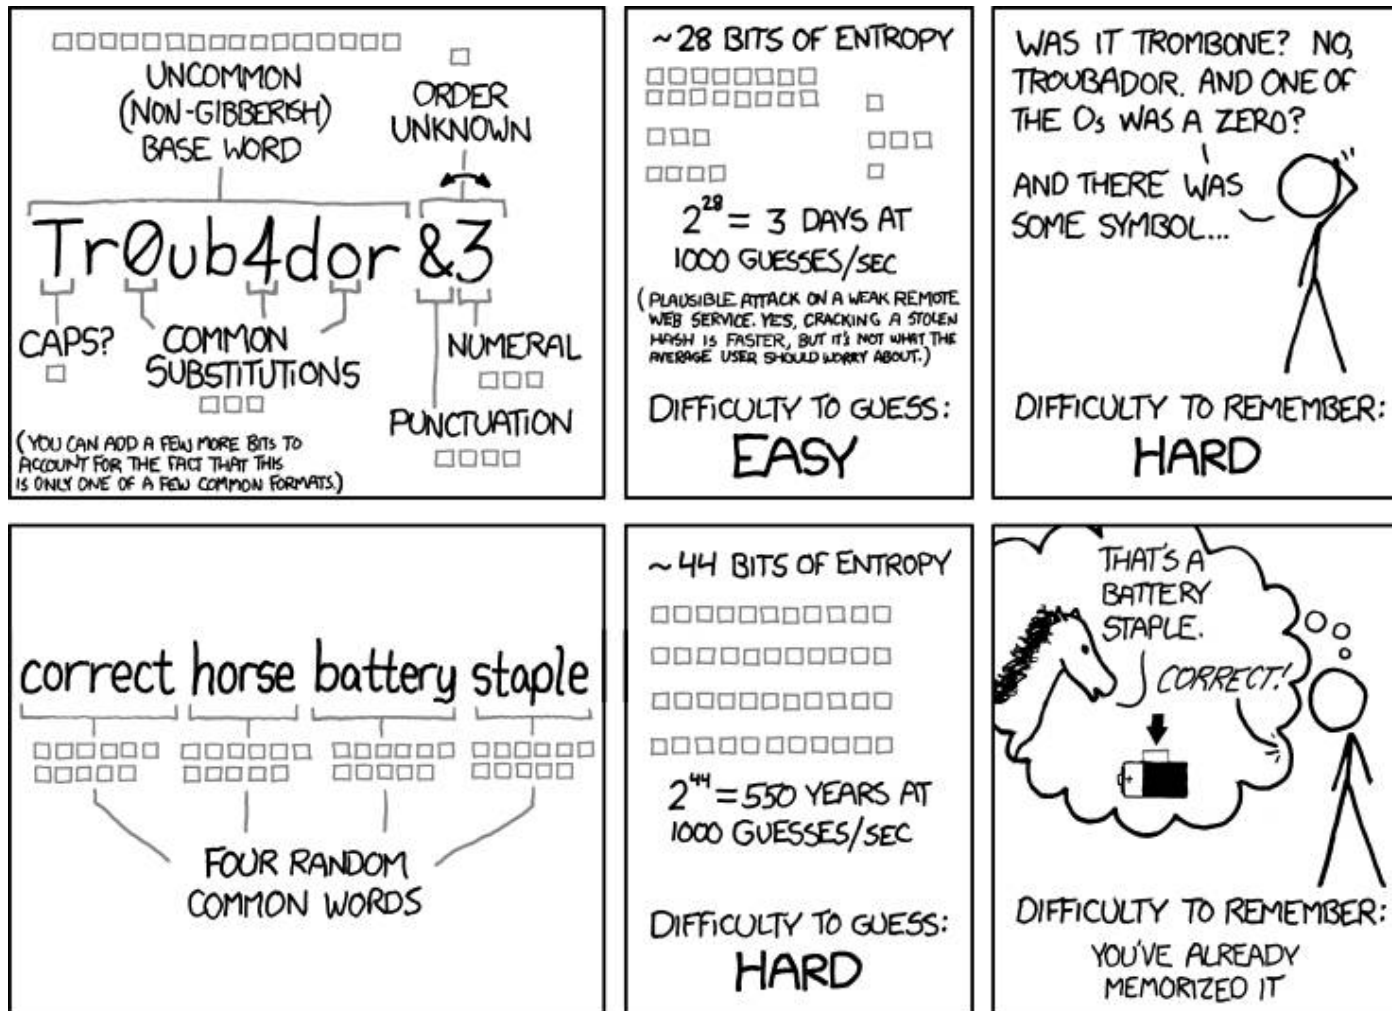 UNCOMMON
(NON-GIBBERISH)
BASE WORD
ORDER
UNKNOWN
Tr0ub4dor &3
CAPS?
COMMON
SUBSTITUTIONS
NUMERAL
PUNCTUATION
(YOU CAN ADD A FEW MORE BITS TO
ACCOUNT FOR THE FACT THAT THIS
IS ONLY ONE OF A FEW COMMON FORMATS.)
~28 BITS OF ENTROPY
2^28 = 3 DAYS AT
1000 GUESSES/SEC
(PLAUSIBLE ATTACK ON A WEAK REMOTE
WEB SERVICE. YES, CRACKING A STOLEN
HASH IS FASTER, BUT IT'S NOT WHAT THE
AVERAGE USER SHOULD WORRY ABOUT.)
DIFFICULTY TO GUESS:
EASY
WAS IT TROMBONE? NO,
TROUBADOR. AND ONE OF
THE Os WAS A ZERO?
AND THERE WAS
SOME SYMBOL...
DIFFICULTY TO REMEMBER:
HARD
correct horse battery staple
FOUR RANDOM
COMMON WORDS
~44 BITS OF ENTROPY
2^44 = 550 YEARS AT
1000 GUESSES/SEC
DIFFICULTY TO GUESS:
HARD
THAT'S A
BATTERY
STAPLE.
CORRECT!
DIFFICULTY TO REMEMBER:
YOU'VE ALREADY
MEMORIZED IT